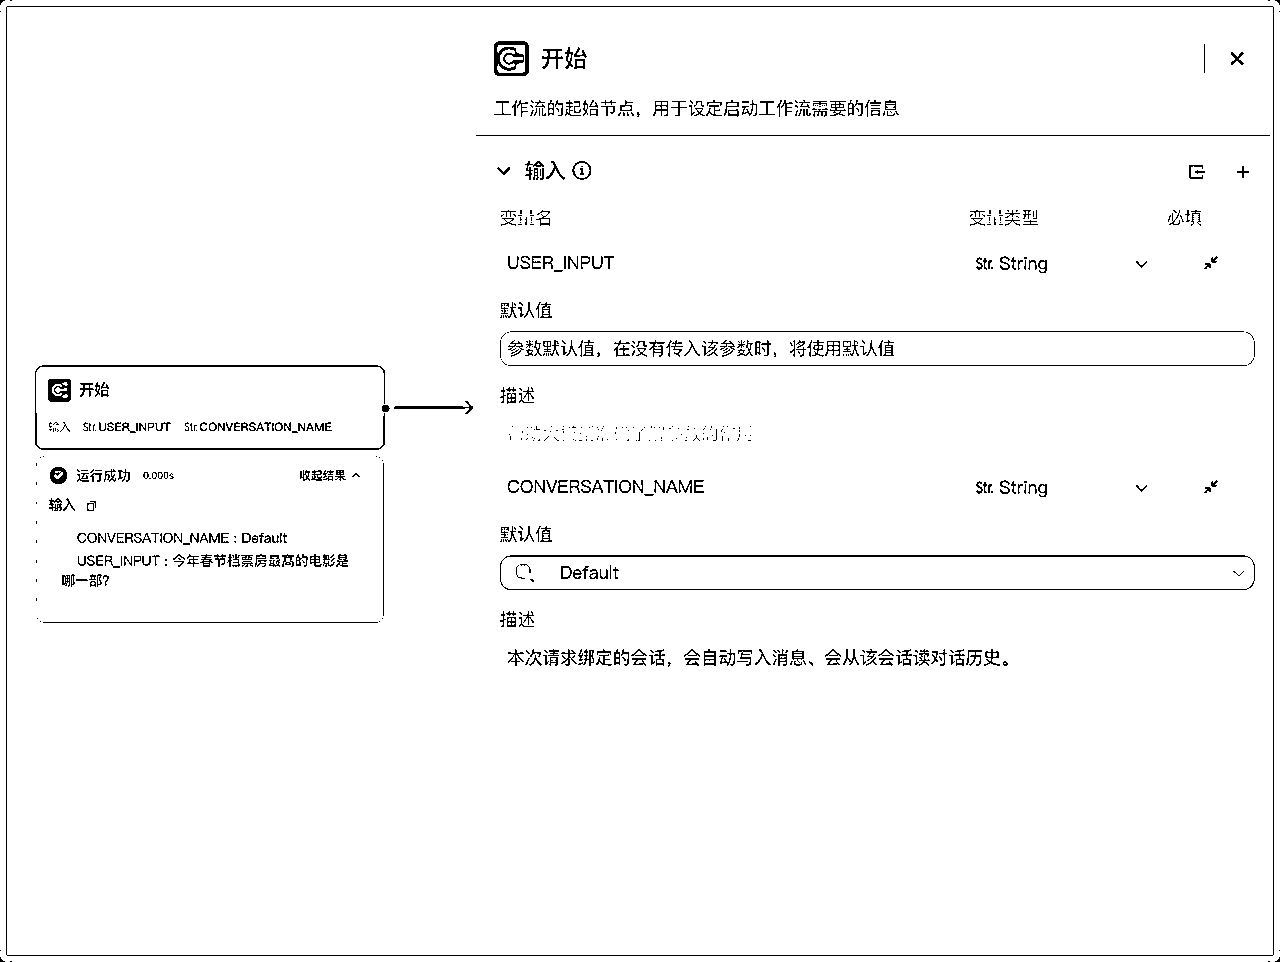 开始
输入 Str. USER_INPUT Str. CONVERSATION_NAME
运行成功 0.000s 收起结果
输入
CONVERSATION_NAME : Default
USER_INPUT : 今年春节档票房最高的电影是
哪一部?
开始
工作流的起始节点，用于设定启动工作流需要的信息
输入
变量名 变量类型 必填
USER_INPUT Str. String
默认值
参数默认值，在没有传入该参数时，将使用默认值
描述
CONVERSATION_NAME Str. String
默认值
Default
描述
本次请求绑定的会话，会自动写入消息、会从该会话读对话历史。